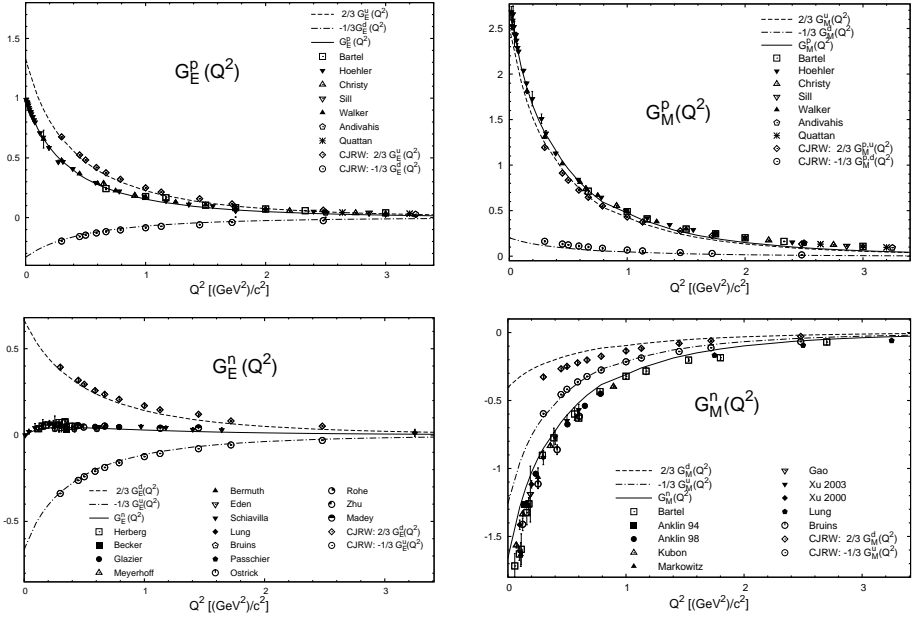 2/3 G_E^u(Q^2)
-1/3G_E^d(Q^2)
G_E^p(Q^2)
Bartel
Hoehler
Christy
Sill
Walker
Andivahis
Quattan
CJRW: 2/3 G_E^u(Q^2)
CJRW: -1/3 G_E^d(Q^2)
G_E^p(Q^2)
1.5
1
0.5
0
0
1
2
3
Q^2 [(GeV^2)/c^2]
2/3 G_M^u(Q^2)
-1/3G_M^d(Q^2)
G_M^p(Q^2)
Bartel
Hoehler
Christy
Sill
Walker
Andivahis
Quattan
CJRW: 2/3 G_M^{p,u}(Q^2)
CJRW: -1/3 G_M^{p,d}(Q^2)
G_M^p(Q^2)
2.5
2
1.5
1
0.5
0
0
1
2
3
Q^2 [(GeV^2)/c^2]
G_E^n(Q^2)
0.5
0
-0.5
2/3 G_E^d(Q^2)
-1/3 G_E^u(Q^2)
G_E^n(Q^2)
Herberg
Becker
Glazier
Meyerhoff
Bermuth
Eden
Schiavilla
Lung
Bruins
Passchier
Ostrick
Rohe
Zhu
Madey
CJRW: 2/3 G_E^d(Q^2)
CJRW: -1/3 G_E^u(Q^2)
0
1
2
3
Q^2 [(GeV^2)/c^2]
G_M^n(Q^2)
0
-0.5
-1
-1.5
2/3 G_M^d(Q^2)
-1/3 G_M^u(Q^2)
G_M^n(Q^2)
Bartel
Anklin 94
Anklin 98
Kubon
Markowitz
Gao
Xu 2003
Xu 2000
Lung
Bruins
CJRW: 2/3 G_M^d(Q^2)
CJRW: -1/3 G_M^u(Q^2)
0
1
2
3
Q^2 [(GeV^2)/c^2]